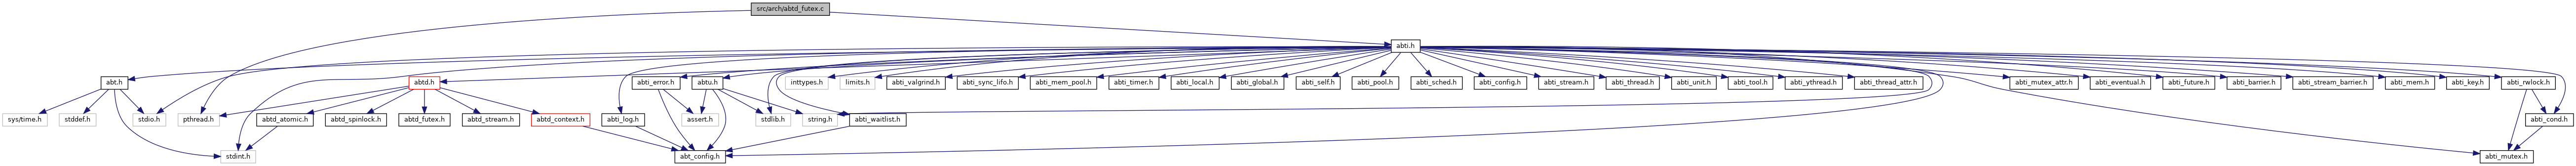 src/arch/abtd_futex.c
abti.h
abt.h
abtd.h
abti_error.h
abtu.h
inttypes.h
limits.h
abti_valgrind.h
abti_sync_lifo.h
abti_mem_pool.h
abti_timer.h
abti_local.h
abti_global.h
abti_self.h
abti_pool.h
abti_sched.h
abti_config.h
abti_stream.h
abti_thread.h
abti_unit.h
abti_tool.h
abti_ythread.h
abti_thread_attr.h
abti_mutex_attr.h
abti_eventual.h
abti_future.h
abti_barrier.h
abti_stream_barrier.h
abti_mem.h
abti_key.h
abti_rwlock.h
sys/time.h
stddef.h
stdio.h
pthread.h
abtd_atomic.h
abtd_spinlock.h
abtd_futex.h
abtd_stream.h
abtd_context.h
abti_log.h
assert.h
stdlib.h
string.h
abti_waitlist.h
abti_cond.h
stdint.h
abt_config.h
abti_mutex.h